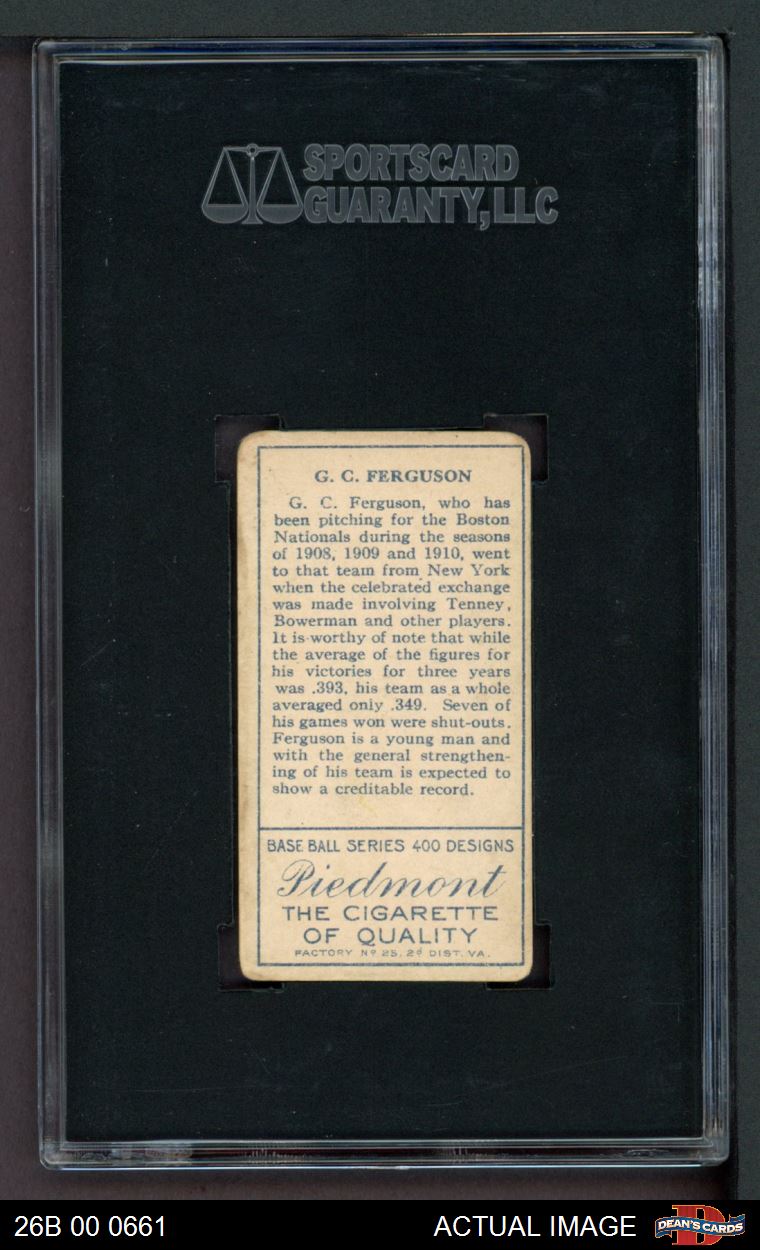 SPORTSCARD
GUARANTY, LLC
G. C. FERGUSON
G. C. Ferguson, who has
been pitching for the Boston
Nationals during the seasons
of 1908, 1909 and 1910, went
to that team from New York
when the celebrated exchange
was made involving Tenney,
Bowerman and other players.
It is worthy of note that while
the average of the figures for
his victories for three years
was .393, his team as a whole
averaged only .349. Seven of
his games won were shut-outs.
Ferguson is a young man and
with the general strengthen-
ing of his team is expected to
show a creditable record.
BASE BALL SERIES 400 DESIGNS
Piedmont
THE CIGARETTE
OF QUALITY
FACTORY Nº 25, 2d DIST. VA.
26B 00 0661
ACTUAL IMAGE
DEAN'S CARDS